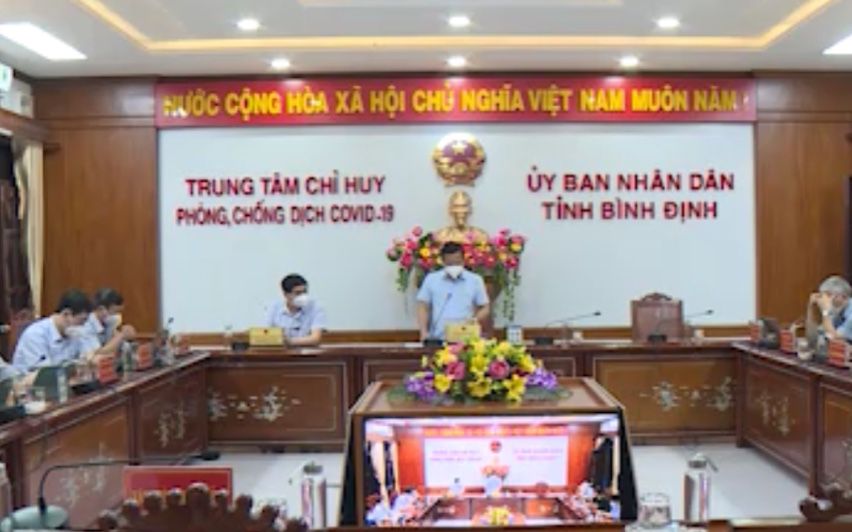 NƯỚC CỘNG HÒA XÃ HỘI CHỦ NGHĨA VIỆT NAM MUÔN NĂM
TRUNG TÂM CHỈ HUY
PHÒNG, CHỐNG DỊCH COVID-19
ỦY BAN NHÂN DÂN
TỈNH BÌNH ĐỊNH